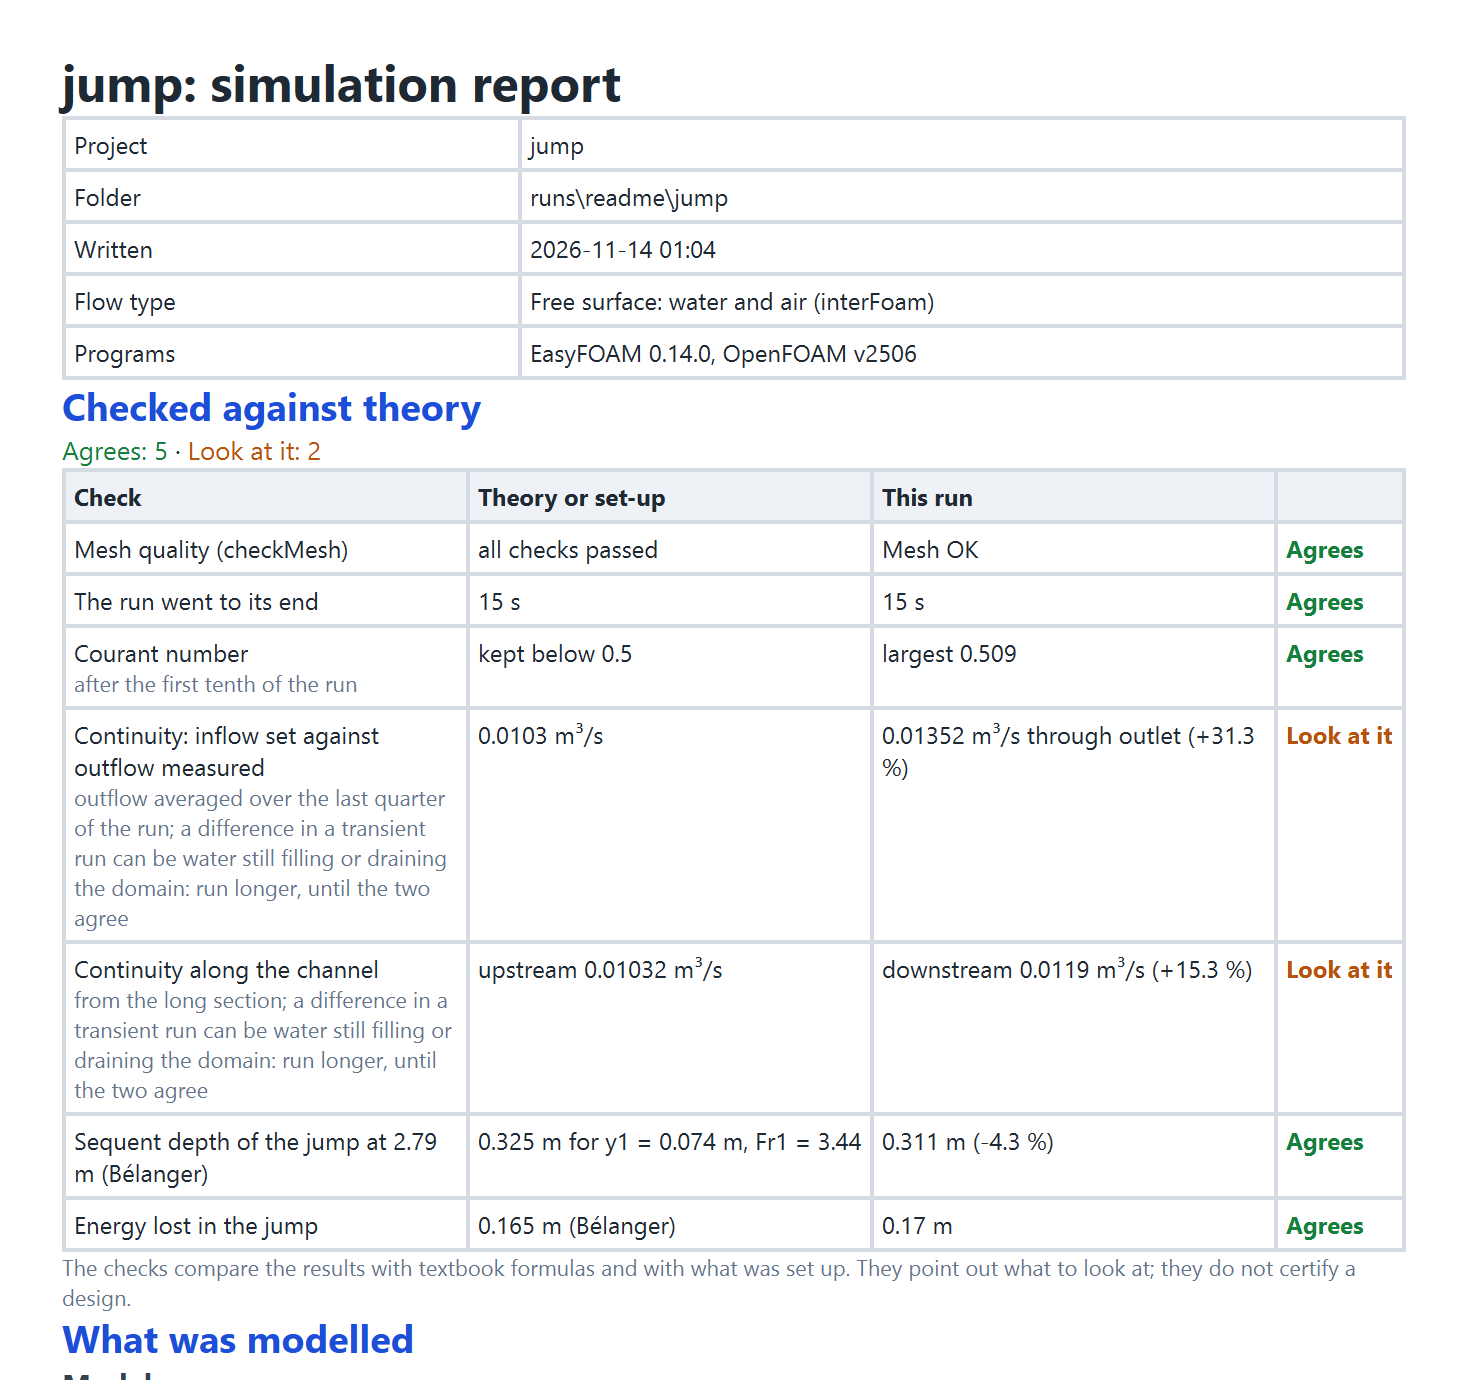 jump: simulation report
Project jump
Folder runs\readme\jump
Written 2026-11-14 01:04
Flow type Free surface: water and air (interFoam)
Programs EasyFOAM 0.14.0, OpenFOAM v2506
Checked against theory
Agrees: 5 · Look at it: 2
Check Theory or set-up This run
Mesh quality (checkMesh) all checks passed Mesh OK Agrees
The run went to its end 15 s 15 s Agrees
Courant number kept below 0.5 largest 0.509 Agrees
after the first tenth of the run
Continuity: inflow set against 0.0103 m³/s 0.01352 m³/s through outlet (+31.3 Look at it
outflow measured %)
outflow averaged over the last quarter
of the run; a difference in a transient
run can be water still filling or draining
the domain: run longer, until the two
agree
Continuity along the channel upstream 0.01032 m³/s downstream 0.0119 m³/s (+15.3 %) Look at it
from the long section; a difference in a
transient run can be water still filling or
draining the domain: run longer, until
the two agree
Sequent depth of the jump at 2.79 0.325 m for y1 = 0.074 m, Fr1 = 3.44 0.311 m (-4.3 %) Agrees
m (Bélanger)
Energy lost in the jump 0.165 m (Bélanger) 0.17 m Agrees
The checks compare the results with textbook formulas and with what was set up. They point out what to look at; they do not certify a
design.
What was modelled